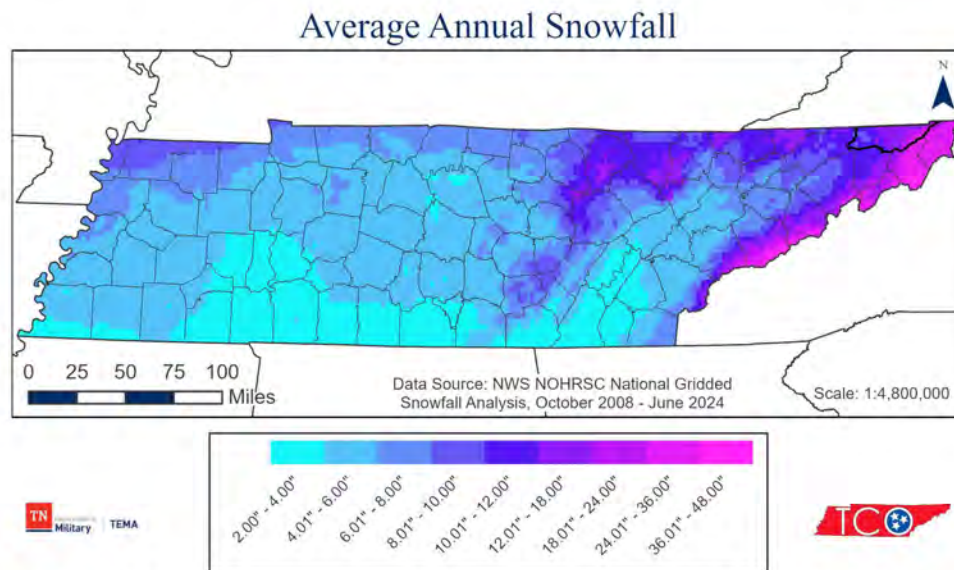 Average Annual Snowfall
N
0 25 50 75 100
Miles
Data Source: NWS NOHRSC National Gridded
Snowfall Analysis, October 2008 - June 2024
Scale: 1:4,800,000
2.00" - 4.00"
4.01" - 6.00"
6.01" - 8.00"
8.01" - 10.00"
10.01" - 12.00"
12.01" - 18.00"
18.01" - 24.00"
24.01" - 36.00"
36.01" - 48.00"
TN
Military
TEMA
TCO